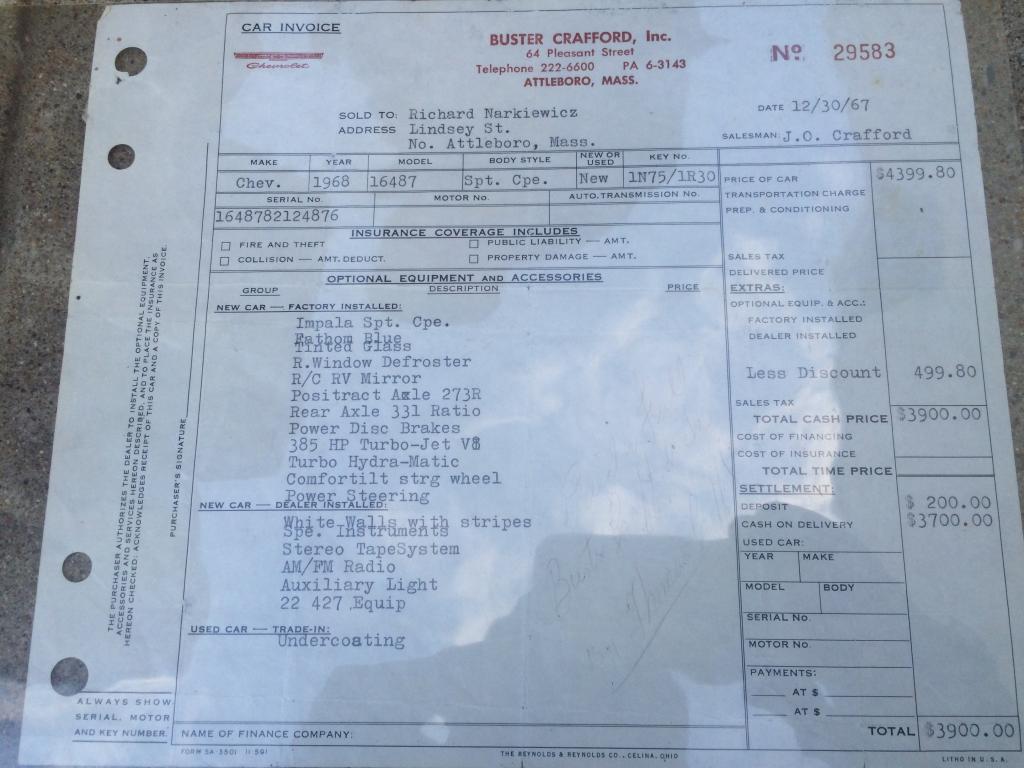 CAR INVOICE
Chevrolet
BUSTER CRAFFORD, Inc.
64 Pleasant Street
Telephone 222-6600 PA 6-3143
ATTLEBORO, MASS.
No. 29583
DATE 12/30/67
SOLD TO: Richard Narkiewicz
ADDRESS Lindsey St.
No. Attleboro, Mass.
SALESMAN: J.O. Crafford
MAKE YEAR MODEL BODY STYLE NEW OR USED KEY No.
Chev. 1968 16487 Spt. Cpe. New 1N75/1R30
SERIAL No. MOTOR No. AUTO. TRANSMISSION No.
1648782124876
INSURANCE COVERAGE INCLUDES
FIRE AND THEFT PUBLIC LIABILITY — AMT.
COLLISION — AMT. DEDUCT. PROPERTY DAMAGE — AMT.
OPTIONAL EQUIPMENT AND ACCESSORIES
GROUP DESCRIPTION PRICE
NEW CAR — FACTORY INSTALLED:
Impala Spt. Cpe.
Fathom Blue
Tinted Glass
R.Window Defroster
R/C RV Mirror
Positract Axle 273R
Rear Axle 331 Ratio
Power Disc Brakes
385 HP Turbo-Jet V8
Turbo Hydra-Matic
Comfortilt strg wheel
Power Steering
NEW CAR — DEALER INSTALLED:
White Walls with stripes
Spe. Instruments
Stereo TapeSystem
AM/FM Radio
Auxiliary Light
22 427 Equip
USED CAR — TRADE-IN:
Undercoating
NAME OF FINANCE COMPANY:
PRICE OF CAR $4399.80
TRANSPORTATION CHARGE
PREP. & CONDITIONING
SALES TAX
DELIVERED PRICE
EXTRAS:
OPTIONAL EQUIP. & ACC.:
FACTORY INSTALLED
DEALER INSTALLED
Less Discount 499.80
SALES TAX
TOTAL CASH PRICE $3900.00
COST OF FINANCING
COST OF INSURANCE
TOTAL TIME PRICE
SETTLEMENT:
DEPOSIT $ 200.00
CASH ON DELIVERY $3700.00
USED CAR:
YEAR MAKE
MODEL BODY
SERIAL No.
MOTOR No.
PAYMENTS:
AT $
AT $
TOTAL $3900.00
THE PURCHASER AUTHORIZES THE DEALER TO INSTALL THE OPTIONAL EQUIPMENT,
ACCESSORIES AND SERVICES HEREON DESCRIBED, AND TO PLACE THE INSURANCE AS
HEREON CHECKED; ACKNOWLEDGES RECEIPT OF THIS CAR AND A COPY OF THIS INVOICE.
PURCHASER'S SIGNATURE
ALWAYS SHOW
SERIAL, MOTOR
AND KEY NUMBER.
FORM SA 3501 11 591
THE REYNOLDS & REYNOLDS CO., CELINA, OHIO
LITHO IN U.S.A.